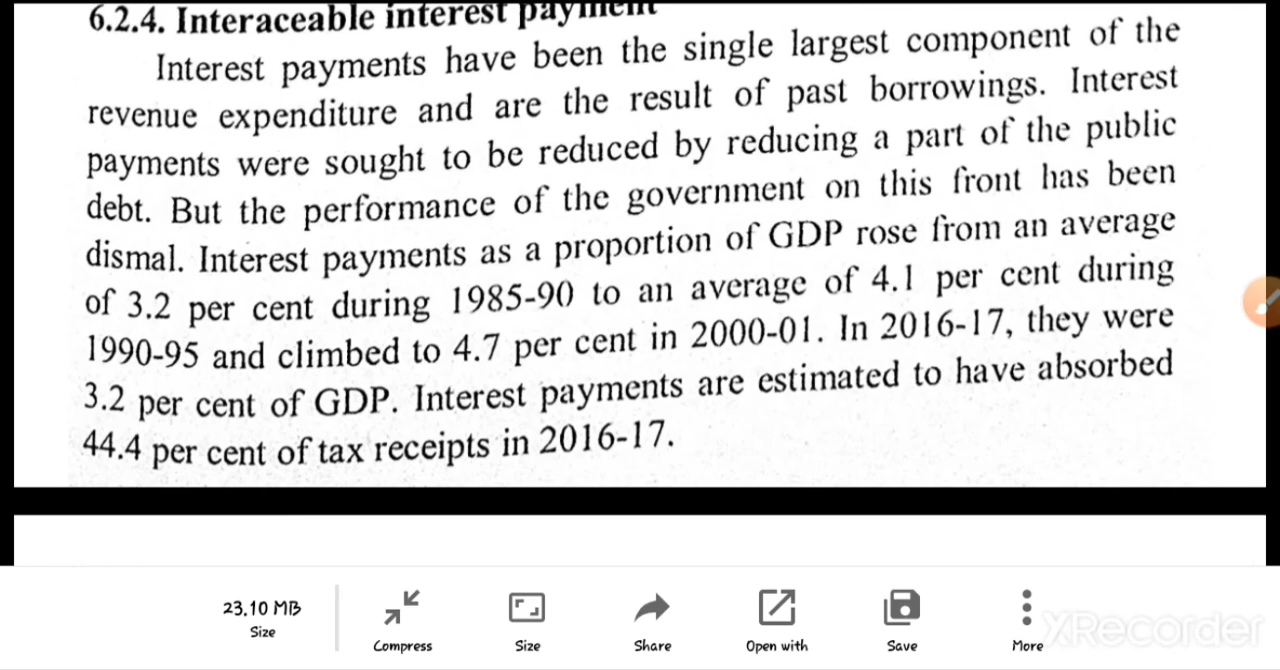 6.2.4. Interaceable interest payment
Interest payments have been the single largest component of the
revenue expenditure and are the result of past borrowings. Interest
payments were sought to be reduced by reducing a part of the public
debt. But the performance of the government on this front has been
dismal. Interest payments as a proportion of GDP rose from an average
of 3.2 per cent during 1985-90 to an average of 4.1 per cent during
1990-95 and climbed to 4.7 per cent in 2000-01. In 2016-17, they were
3.2 per cent of GDP. Interest payments are estimated to have absorbed
44.4 per cent of tax receipts in 2016-17.
23.10 MB
Size
Compress
Size
Share
Open with
Save
More
XRecorder